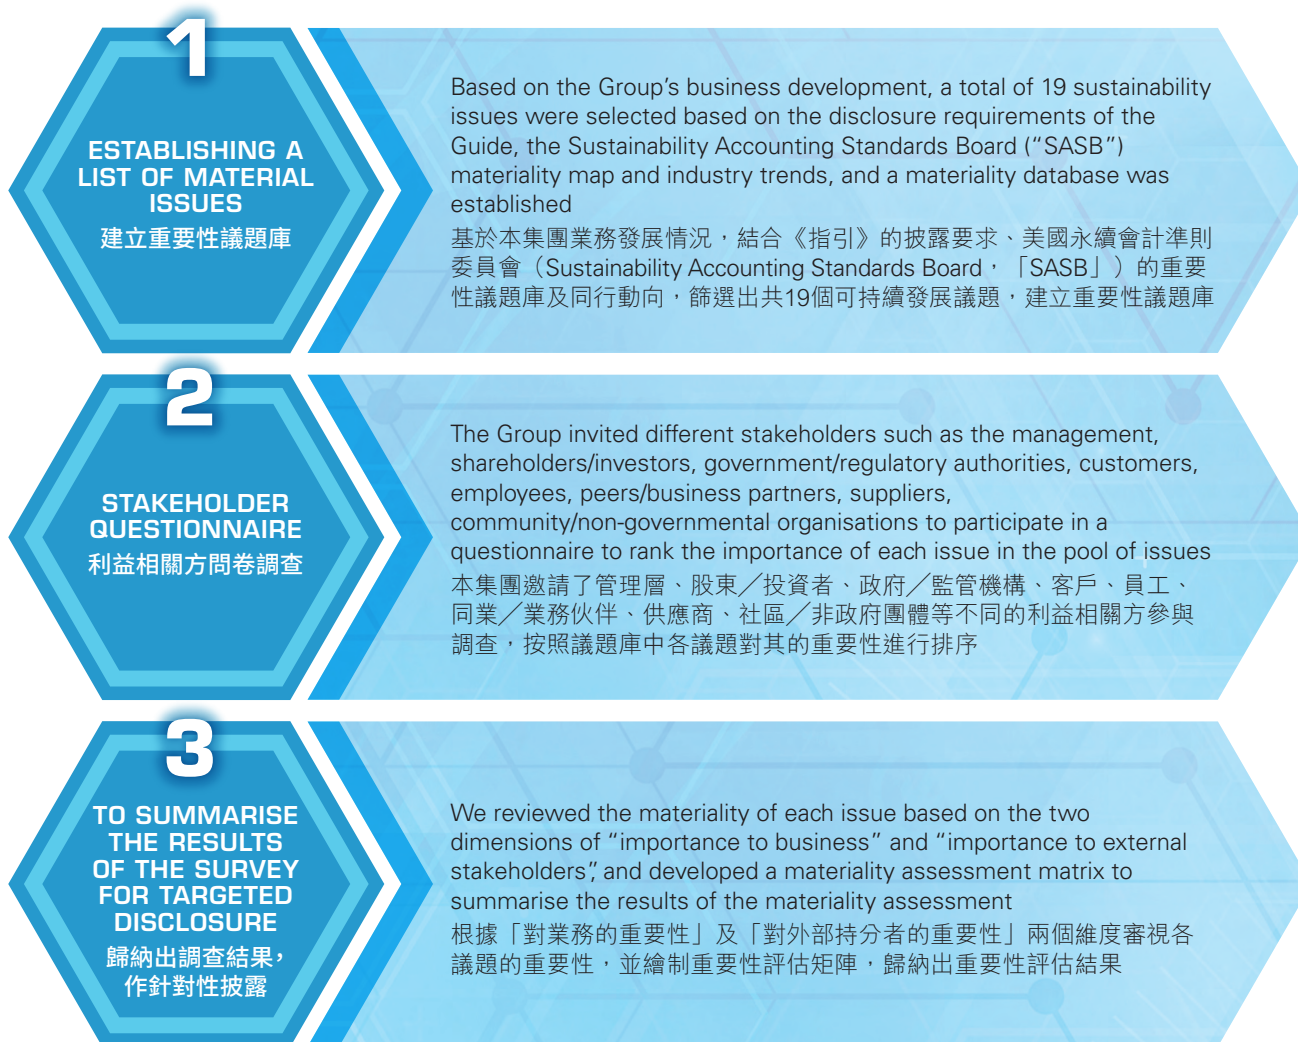 1
ESTABLISHING A
LIST OF MATERIAL
ISSUES
建立重要性議題庫
Based on the Group’s business development, a total of 19 sustainability
issues were selected based on the disclosure requirements of the
Guide, the Sustainability Accounting Standards Board (“SASB”)
materiality map and industry trends, and a materiality database was
established
基於本集團業務發展情況，結合《指引》的披露要求、美國永續會計準則
委員會（Sustainability Accounting Standards Board，「SASB」）的重要
性議題庫及同行動向，篩選出共19個可持續發展議題，建立重要性議題庫
2
STAKEHOLDER
QUESTIONNAIRE
利益相關方問卷調查
The Group invited different stakeholders such as the management,
shareholders/investors, government/regulatory authorities, customers,
employees, peers/business partners, suppliers,
community/non-governmental organisations to participate in a
questionnaire to rank the importance of each issue in the pool of issues
本集團邀請了管理層、股東／投資者、政府／監管機構、客戶、員工、
同業／業務伙伴、供應商、社區／非政府團體等不同的利益相關方參與
調查，按照議題庫中各議題對其的重要性進行排序
3
TO SUMMARISE
THE RESULTS
OF THE SURVEY
FOR TARGETED
DISCLOSURE
歸納出調查結果，
作針對性披露
We reviewed the materiality of each issue based on the two
dimensions of “importance to business” and “importance to external
stakeholders”, and developed a materiality assessment matrix to
summarise the results of the materiality assessment
根據「對業務的重要性」及「對外部持分者的重要性」兩個維度審視各
議題的重要性，並繪制重要性評估矩陣，歸納出重要性評估結果